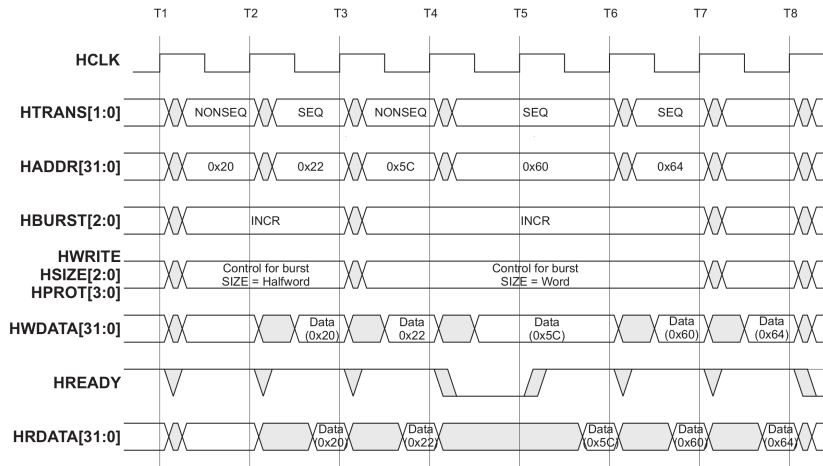 T1 T2 T3 T4 T5 T6 T7 T8
HCLK
HTRANS[1:0] NONSEQ SEQ NONSEQ SEQ SEQ
HADDR[31:0] 0x20 0x22 0x5C 0x60 0x64
HBURST[2:0] INCR INCR
HWRITE
HSIZE[2:0]
HPROT[3:0]
Control for burst
SIZE = Halfword
Control for burst
SIZE = Word
HWDATA[31:0]
Data
(0x20)
Data
0x22
Data
(0x5C)
Data
(0x60)
Data
(0x64)
HREADY
HRDATA[31:0]
Data
(0x20)
Data
(0x22)
Data
(0x5C)
Data
(0x60)
Data
(0x64)